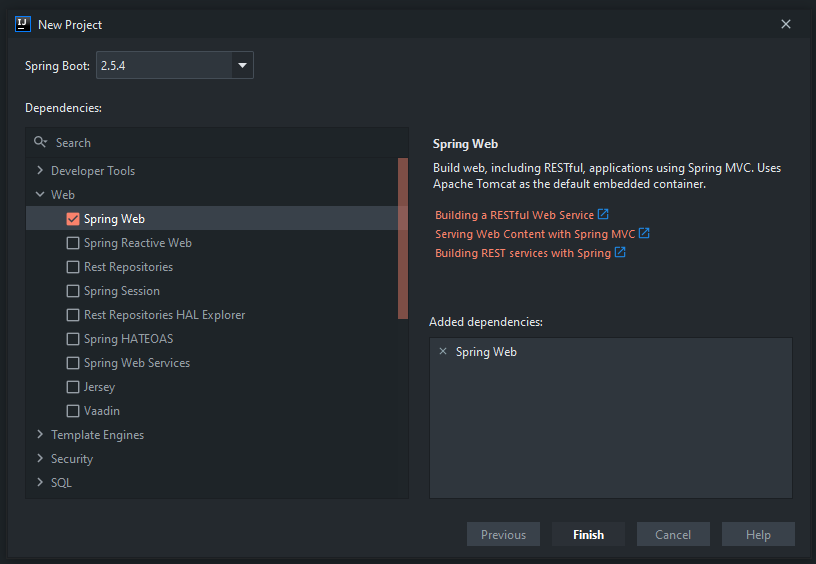 New Project
Spring Boot: 2.5.4
Dependencies:
Search
Developer Tools
Web
Spring Web
Spring Reactive Web
Rest Repositories
Spring Session
Rest Repositories HAL Explorer
Spring HATEOAS
Spring Web Services
Jersey
Vaadin
Template Engines
Security
SQL
Spring Web
Build web, including RESTful, applications using Spring MVC. Uses
Apache Tomcat as the default embedded container.
Building a RESTful Web Service
Serving Web Content with Spring MVC
Building REST services with Spring
Added dependencies:
Spring Web
Previous
Finish
Cancel
Help